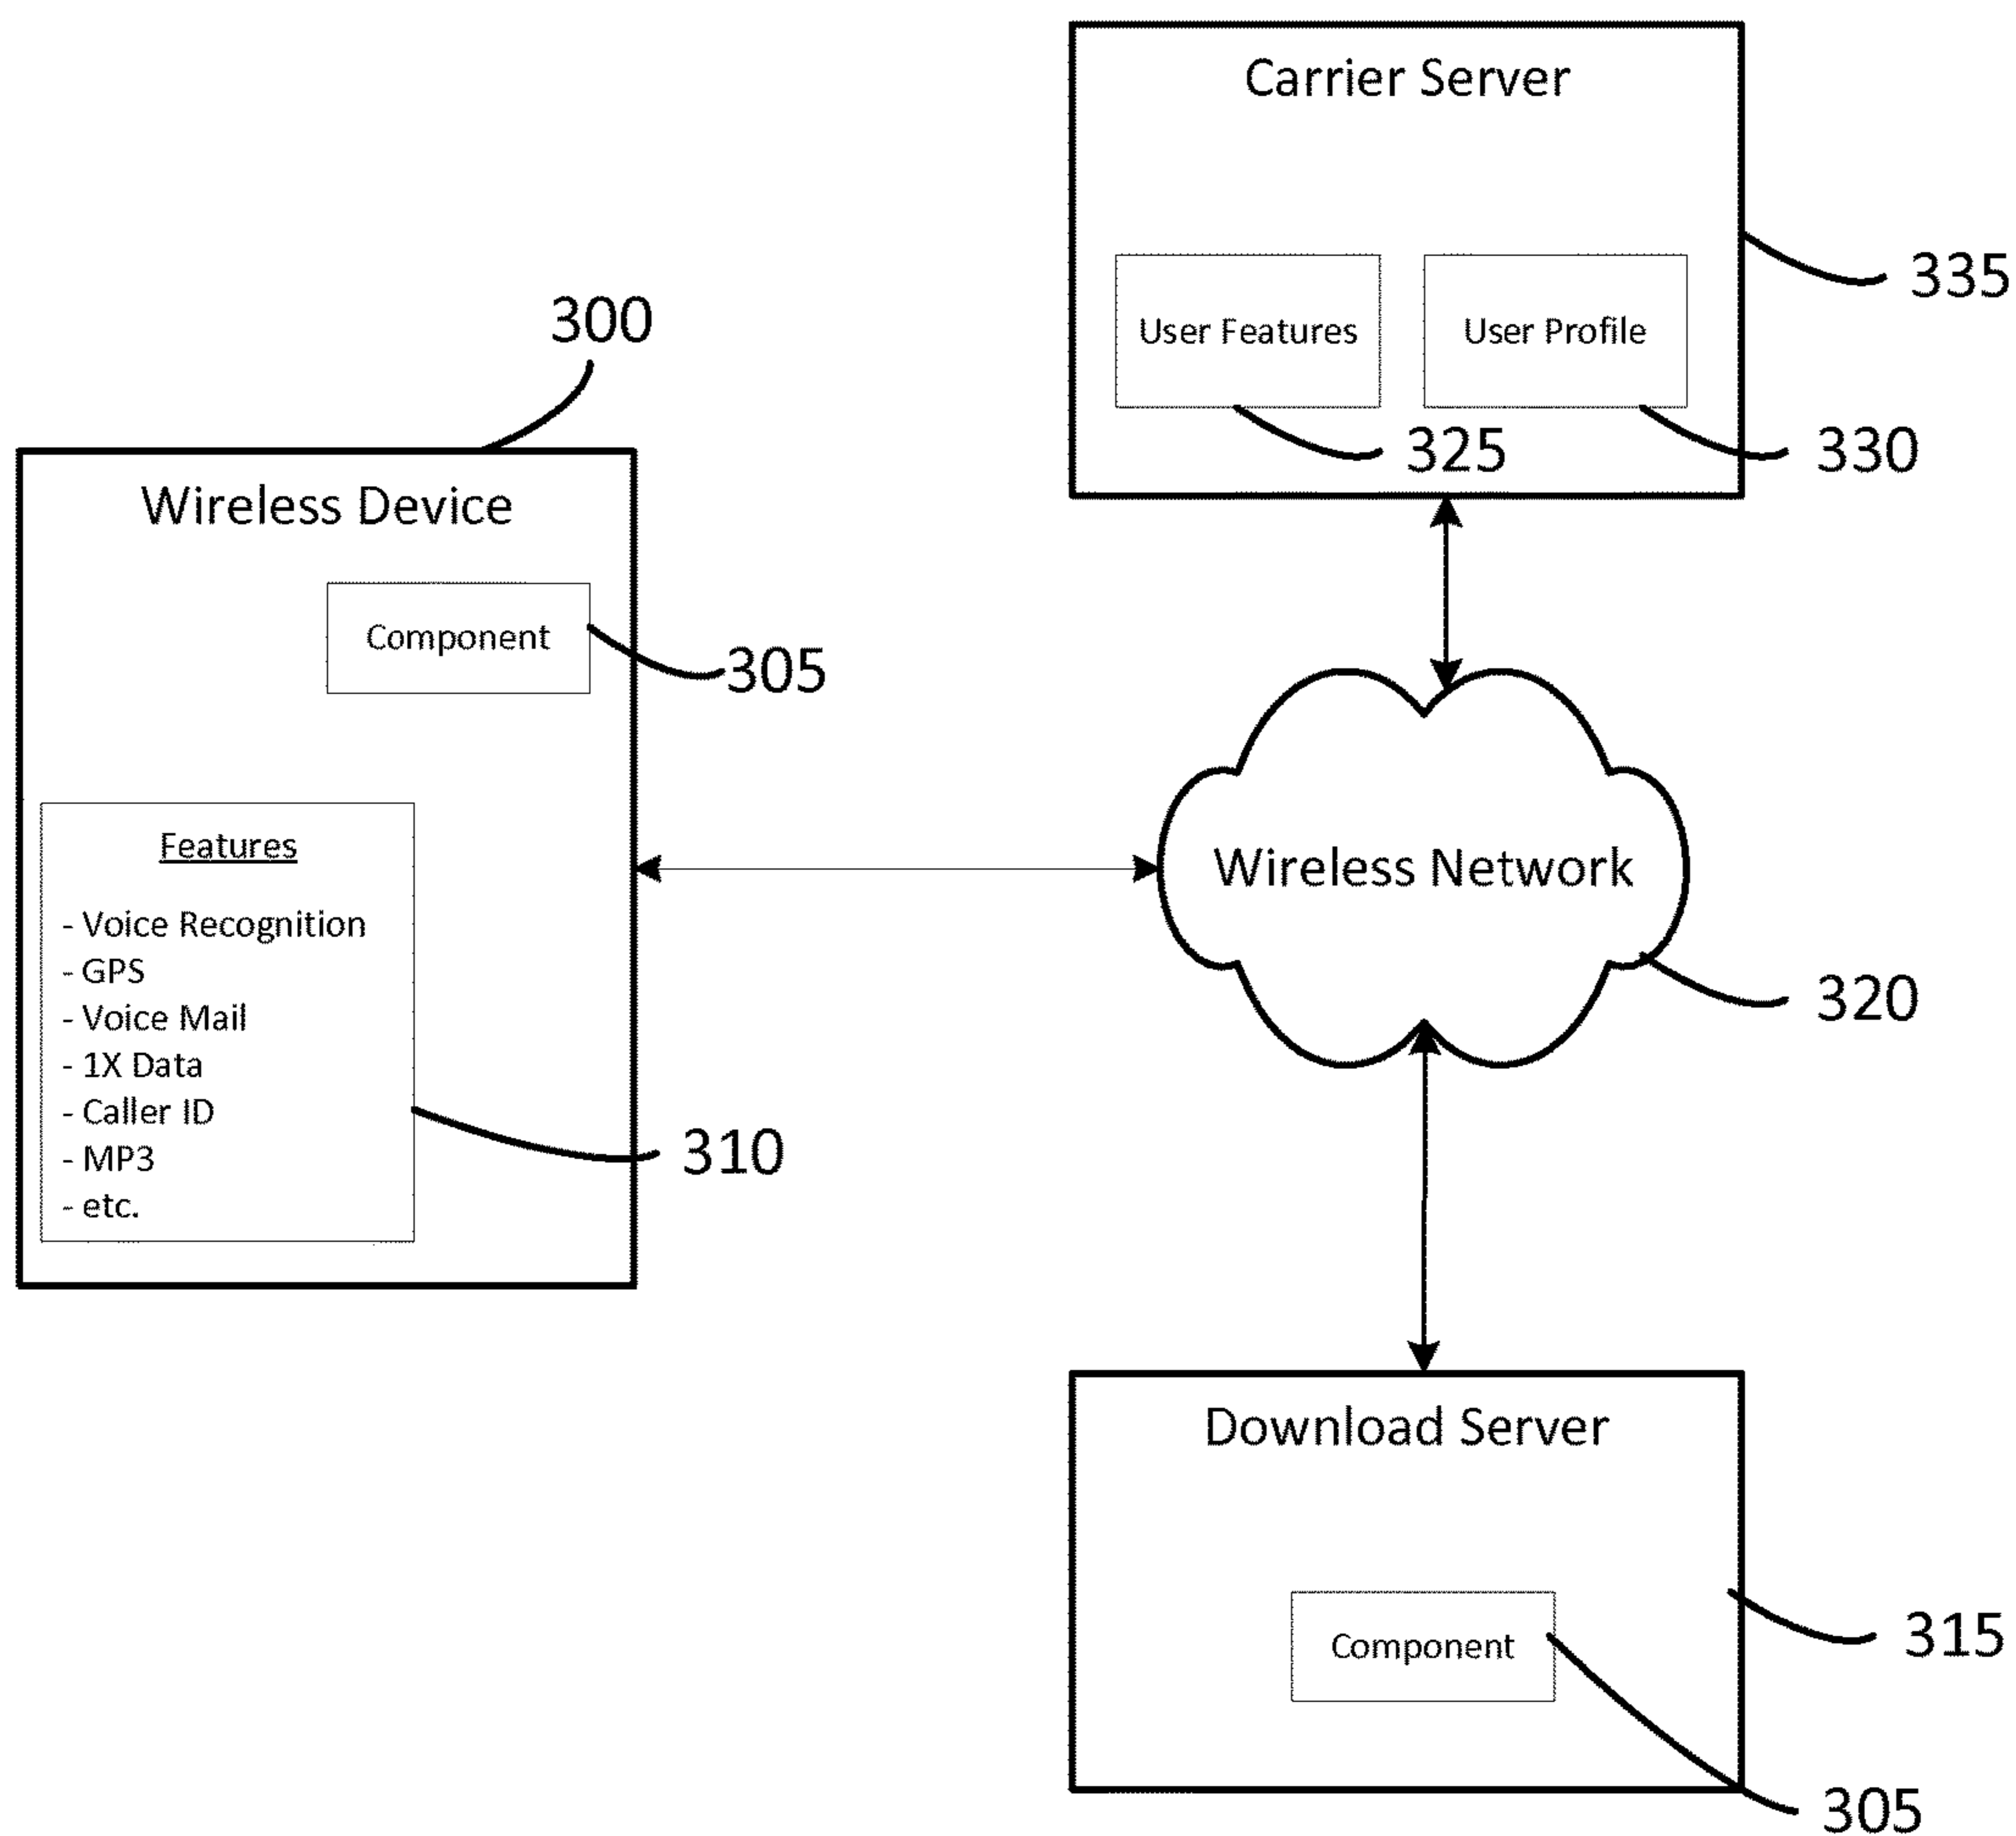 Carrier Server
335
User Features
User Profile
325
330
300
Wireless Device
Component
305
Features
- Voice Recognition
- GPS
- Voice Mail
- 1X Data
- Caller ID
- MP3
- etc.
310
Wireless Network
320
Download Server
315
Component
305